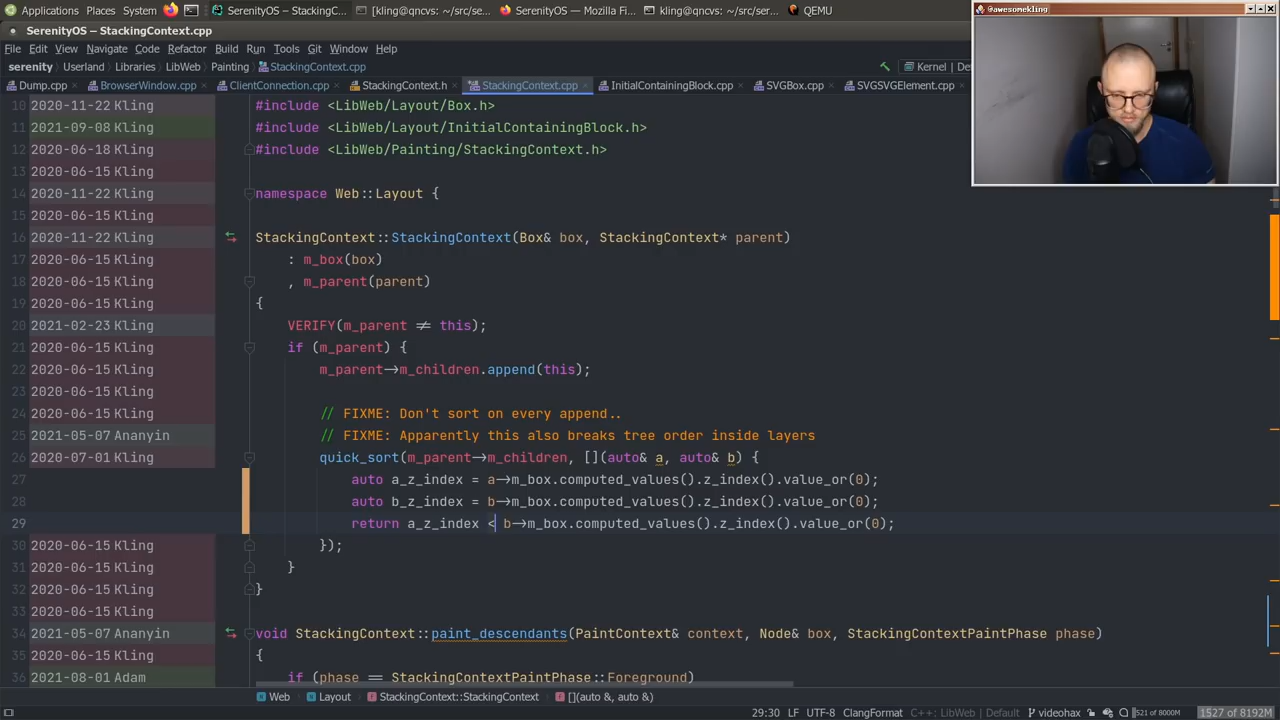 Applications Places System SerenityOS – StackingC... [kling@qncvs: ~/src/se... SerenityOS — Mozilla Fi... kling@qncvs: ~/src/ser... QEMU
@awesomekling
SerenityOS – StackingContext.cpp
File Edit View Navigate Code Refactor Build Run Tools Git Window Help
serenity Userland Libraries LibWeb Painting StackingContext.cpp Kernel | De
Dump.cpp BrowserWindow.cpp ClientConnection.cpp StackingContext.h StackingContext.cpp InitialContainingBlock.cpp SVGBox.cpp SVGSVGElement.cpp
10 2020-11-22 Kling #include <LibWeb/Layout/Box.h>
11 2021-09-08 Kling #include <LibWeb/Layout/InitialContainingBlock.h>
12 2020-06-18 Kling #include <LibWeb/Painting/StackingContext.h>
13 2020-06-15 Kling
14 2020-11-22 Kling namespace Web::Layout {
15 2020-06-15 Kling
16 2020-11-22 Kling StackingContext::StackingContext(Box& box, StackingContext* parent)
17 2020-06-15 Kling : m_box(box)
18 2020-06-15 Kling , m_parent(parent)
19 2020-06-15 Kling {
20 2021-02-23 Kling VERIFY(m_parent != this);
21 2020-06-15 Kling if (m_parent) {
22 2020-06-15 Kling m_parent->m_children.append(this);
23 2020-06-15 Kling
24 2020-06-15 Kling // FIXME: Don't sort on every append..
25 2021-05-07 Ananyin // FIXME: Apparently this also breaks tree order inside layers
26 2020-07-01 Kling quick_sort(m_parent->m_children, [](auto& a, auto& b) {
27 auto a_z_index = a->m_box.computed_values().z_index().value_or(0);
28 auto b_z_index = b->m_box.computed_values().z_index().value_or(0);
29 return a_z_index < b->m_box.computed_values().z_index().value_or(0);
30 2020-06-15 Kling });
31 2020-06-15 Kling }
32 2020-06-15 Kling }
33 2020-06-15 Kling
34 2021-05-07 Ananyin void StackingContext::paint_descendants(PaintContext& context, Node& box, StackingContextPaintPhase phase)
35 2020-06-15 Kling {
36 2021-08-01 Adam if (phase == StackingContextPaintPhase::Foreground)
Web Layout StackingContext::StackingContext [](auto &, auto &)
29:30 LF UTF-8 ClangFormat C++: LibWeb | Default videohax 521 of 8000M 1527 of 8192M